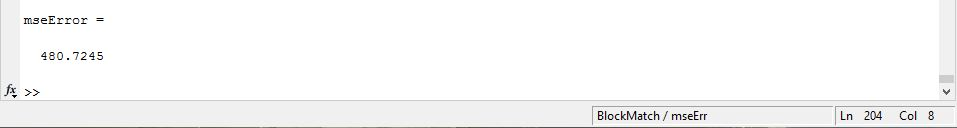 mseError =
480.7245
fx >>
BlockMatch / mseErr Ln 204 Col 8